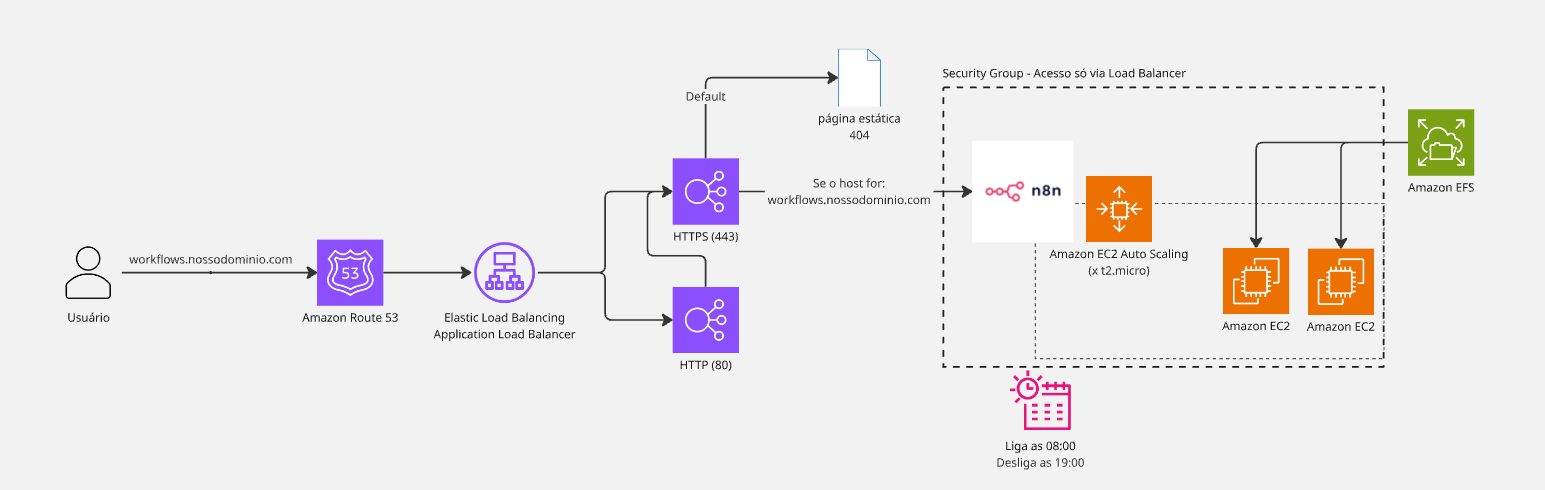 Security Group - Acesso só via Load Balancer
Default
página estática
404
Se o host for:
workflows.nossodominio.com
n8n
Amazon EFS
HTTPS (443)
workflows.nossodominio.com
53
Amazon EC2 Auto Scaling
(x t2.micro)
Usuário
Amazon Route 53
Elastic Load Balancing
Application Load Balancer
Amazon EC2
Amazon EC2
HTTP (80)
Liga as 08:00
Desliga as 19:00